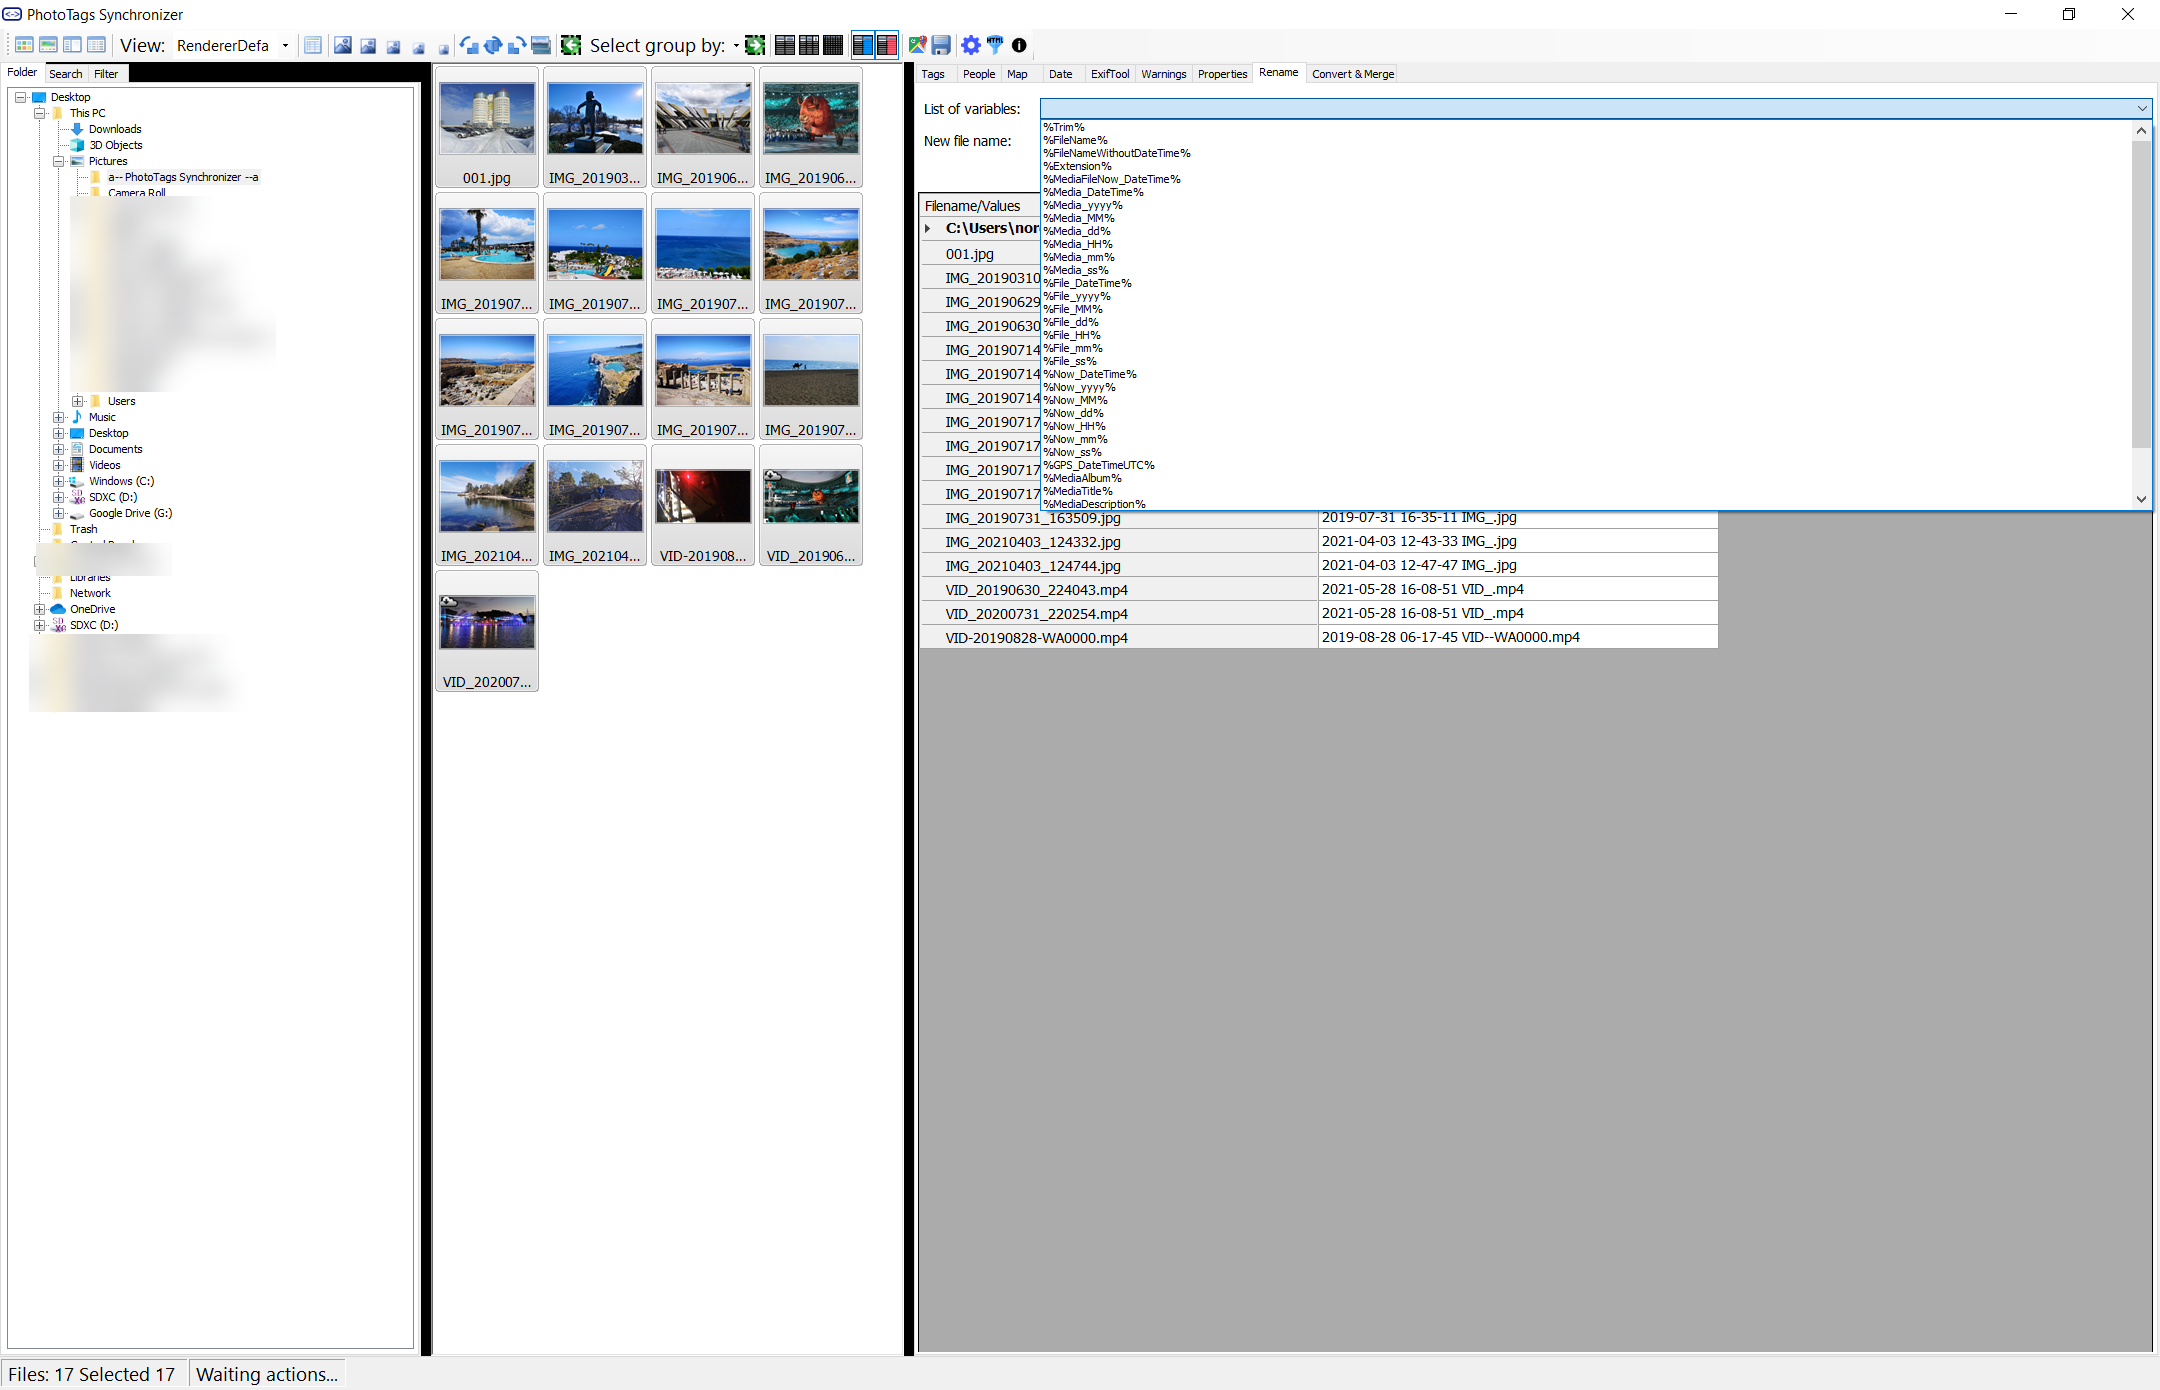 PhotoTags Synchronizer
View: RendererDefa
Select group by:
Folder Search Filter
Desktop
This PC
Downloads
3D Objects
Pictures
a-- PhotoTags Synchronizer --a
Camera Roll
Users
Music
Desktop
Documents
Videos
Windows (C:)
SDXC (D:)
Google Drive (G:)
Trash
Libraries
Network
OneDrive
SDXC (D:)
001.jpg
IMG_201903...
IMG_201906...
IMG_201906...
IMG_201907...
IMG_201907...
IMG_201907...
IMG_201907...
IMG_201907...
IMG_201907...
IMG_201907...
IMG_201907...
IMG_202104...
IMG_202104...
VID-201908...
VID_201906...
VID_202007...
Tags People Map Date ExifTool Warnings Properties Rename Convert & Merge
List of variables:
New file name:
%Trim%
%FileName%
%FileNameWithoutDateTime%
%Extension%
%MediaFileNow_DateTime%
%Media_DateTime%
%Media_yyyy%
%Media_MM%
%Media_dd%
%Media_HH%
%Media_mm%
%Media_ss%
%File_DateTime%
%File_yyyy%
%File_MM%
%File_dd%
%File_HH%
%File_mm%
%File_ss%
%Now_DateTime%
%Now_yyyy%
%Now_MM%
%Now_dd%
%Now_HH%
%Now_mm%
%Now_ss%
%GPS_DateTimeUTC%
%MediaAlbum%
%MediaTitle%
%MediaDescription%
Filename/Values
C:\Users\nor
001.jpg
IMG_20190310
IMG_20190629
IMG_20190630
IMG_20190714
IMG_20190714
IMG_20190714
IMG_20190717
IMG_20190717
IMG_20190717
IMG_20190717
IMG_20190731_163509.jpg 2019-07-31 16-35-11 IMG_.jpg
IMG_20210403_124332.jpg 2021-04-03 12-43-33 IMG_.jpg
IMG_20210403_124744.jpg 2021-04-03 12-47-47 IMG_.jpg
VID_20190630_224043.mp4 2021-05-28 16-08-51 VID_.mp4
VID_20200731_220254.mp4 2021-05-28 16-08-51 VID_.mp4
VID-20190828-WA0000.mp4 2019-08-28 06-17-45 VID--WA0000.mp4
Files: 17 Selected 17 Waiting actions...